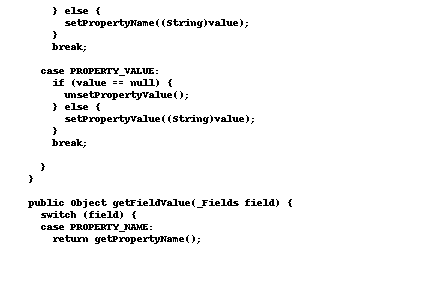 } else {
setPropertyName((String)value);
}
break;
case PROPERTY_VALUE:
if (value == null) {
unsetPropertyValue();
} else {
setPropertyValue((String)value);
}
break;
}
}
public Object getFieldValue(_Fields field) {
switch (field) {
case PROPERTY_NAME:
return getPropertyName();